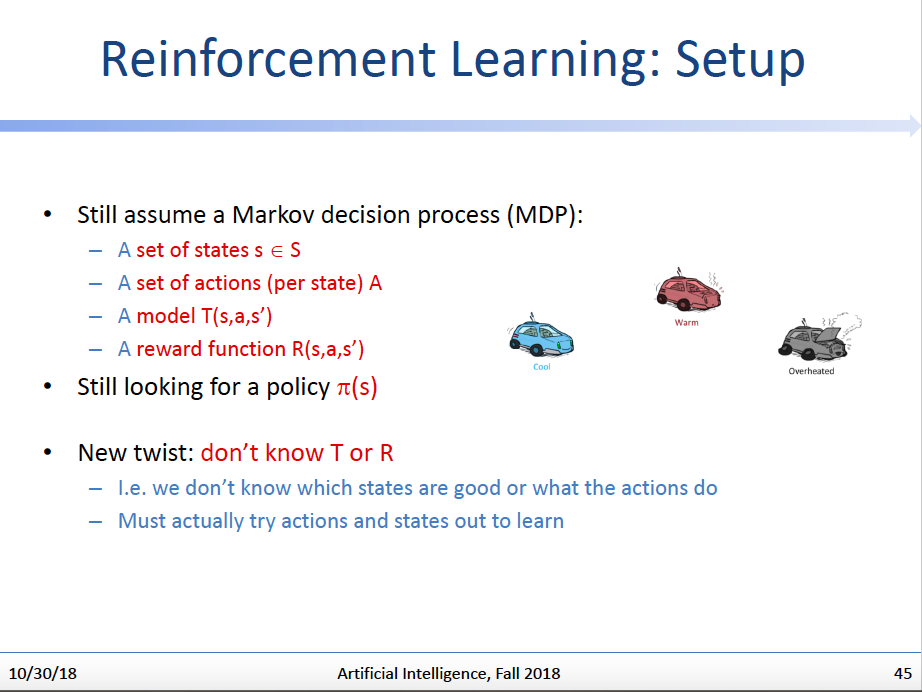 Reinforcement Learning: Setup
• Still assume a Markov decision process (MDP):
– A set of states s ∈ S
– A set of actions (per state) A
– A model T(s,a,s’)
– A reward function R(s,a,s’)
Warm
Cool
Overheated
• Still looking for a policy π(s)
• New twist: don’t know T or R
– I.e. we don’t know which states are good or what the actions do
– Must actually try actions and states out to learn
10/30/18 Artificial Intelligence, Fall 2018 45